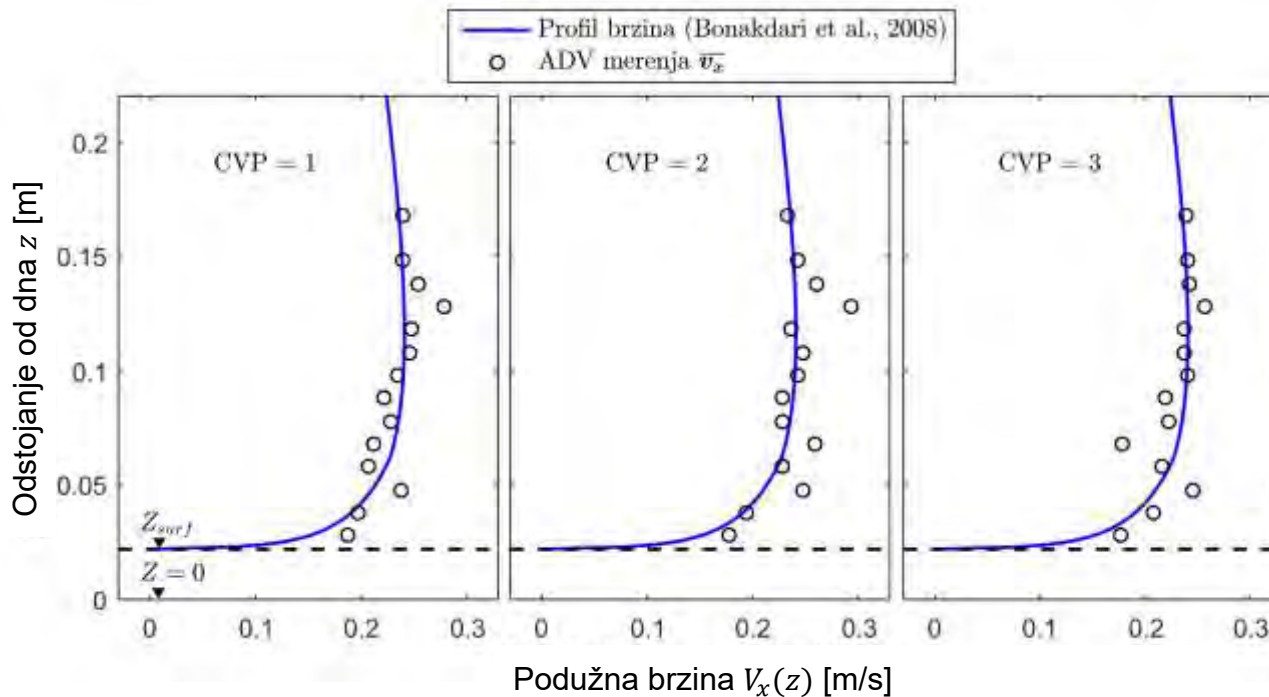 Profil brzina (Bonakdari et al., 2008)
ADV merenja v̅ₓ
Odstojanje od dna z [m]
0.2
0.15
0.1
0.05
0
CVP = 1
CVP = 2
CVP = 3
Z_surf
Z = 0
0 0.1 0.2 0.3
0 0.1 0.2 0.3
0 0.1 0.2 0.3
Podužna brzina Vₓ(z) [m/s]